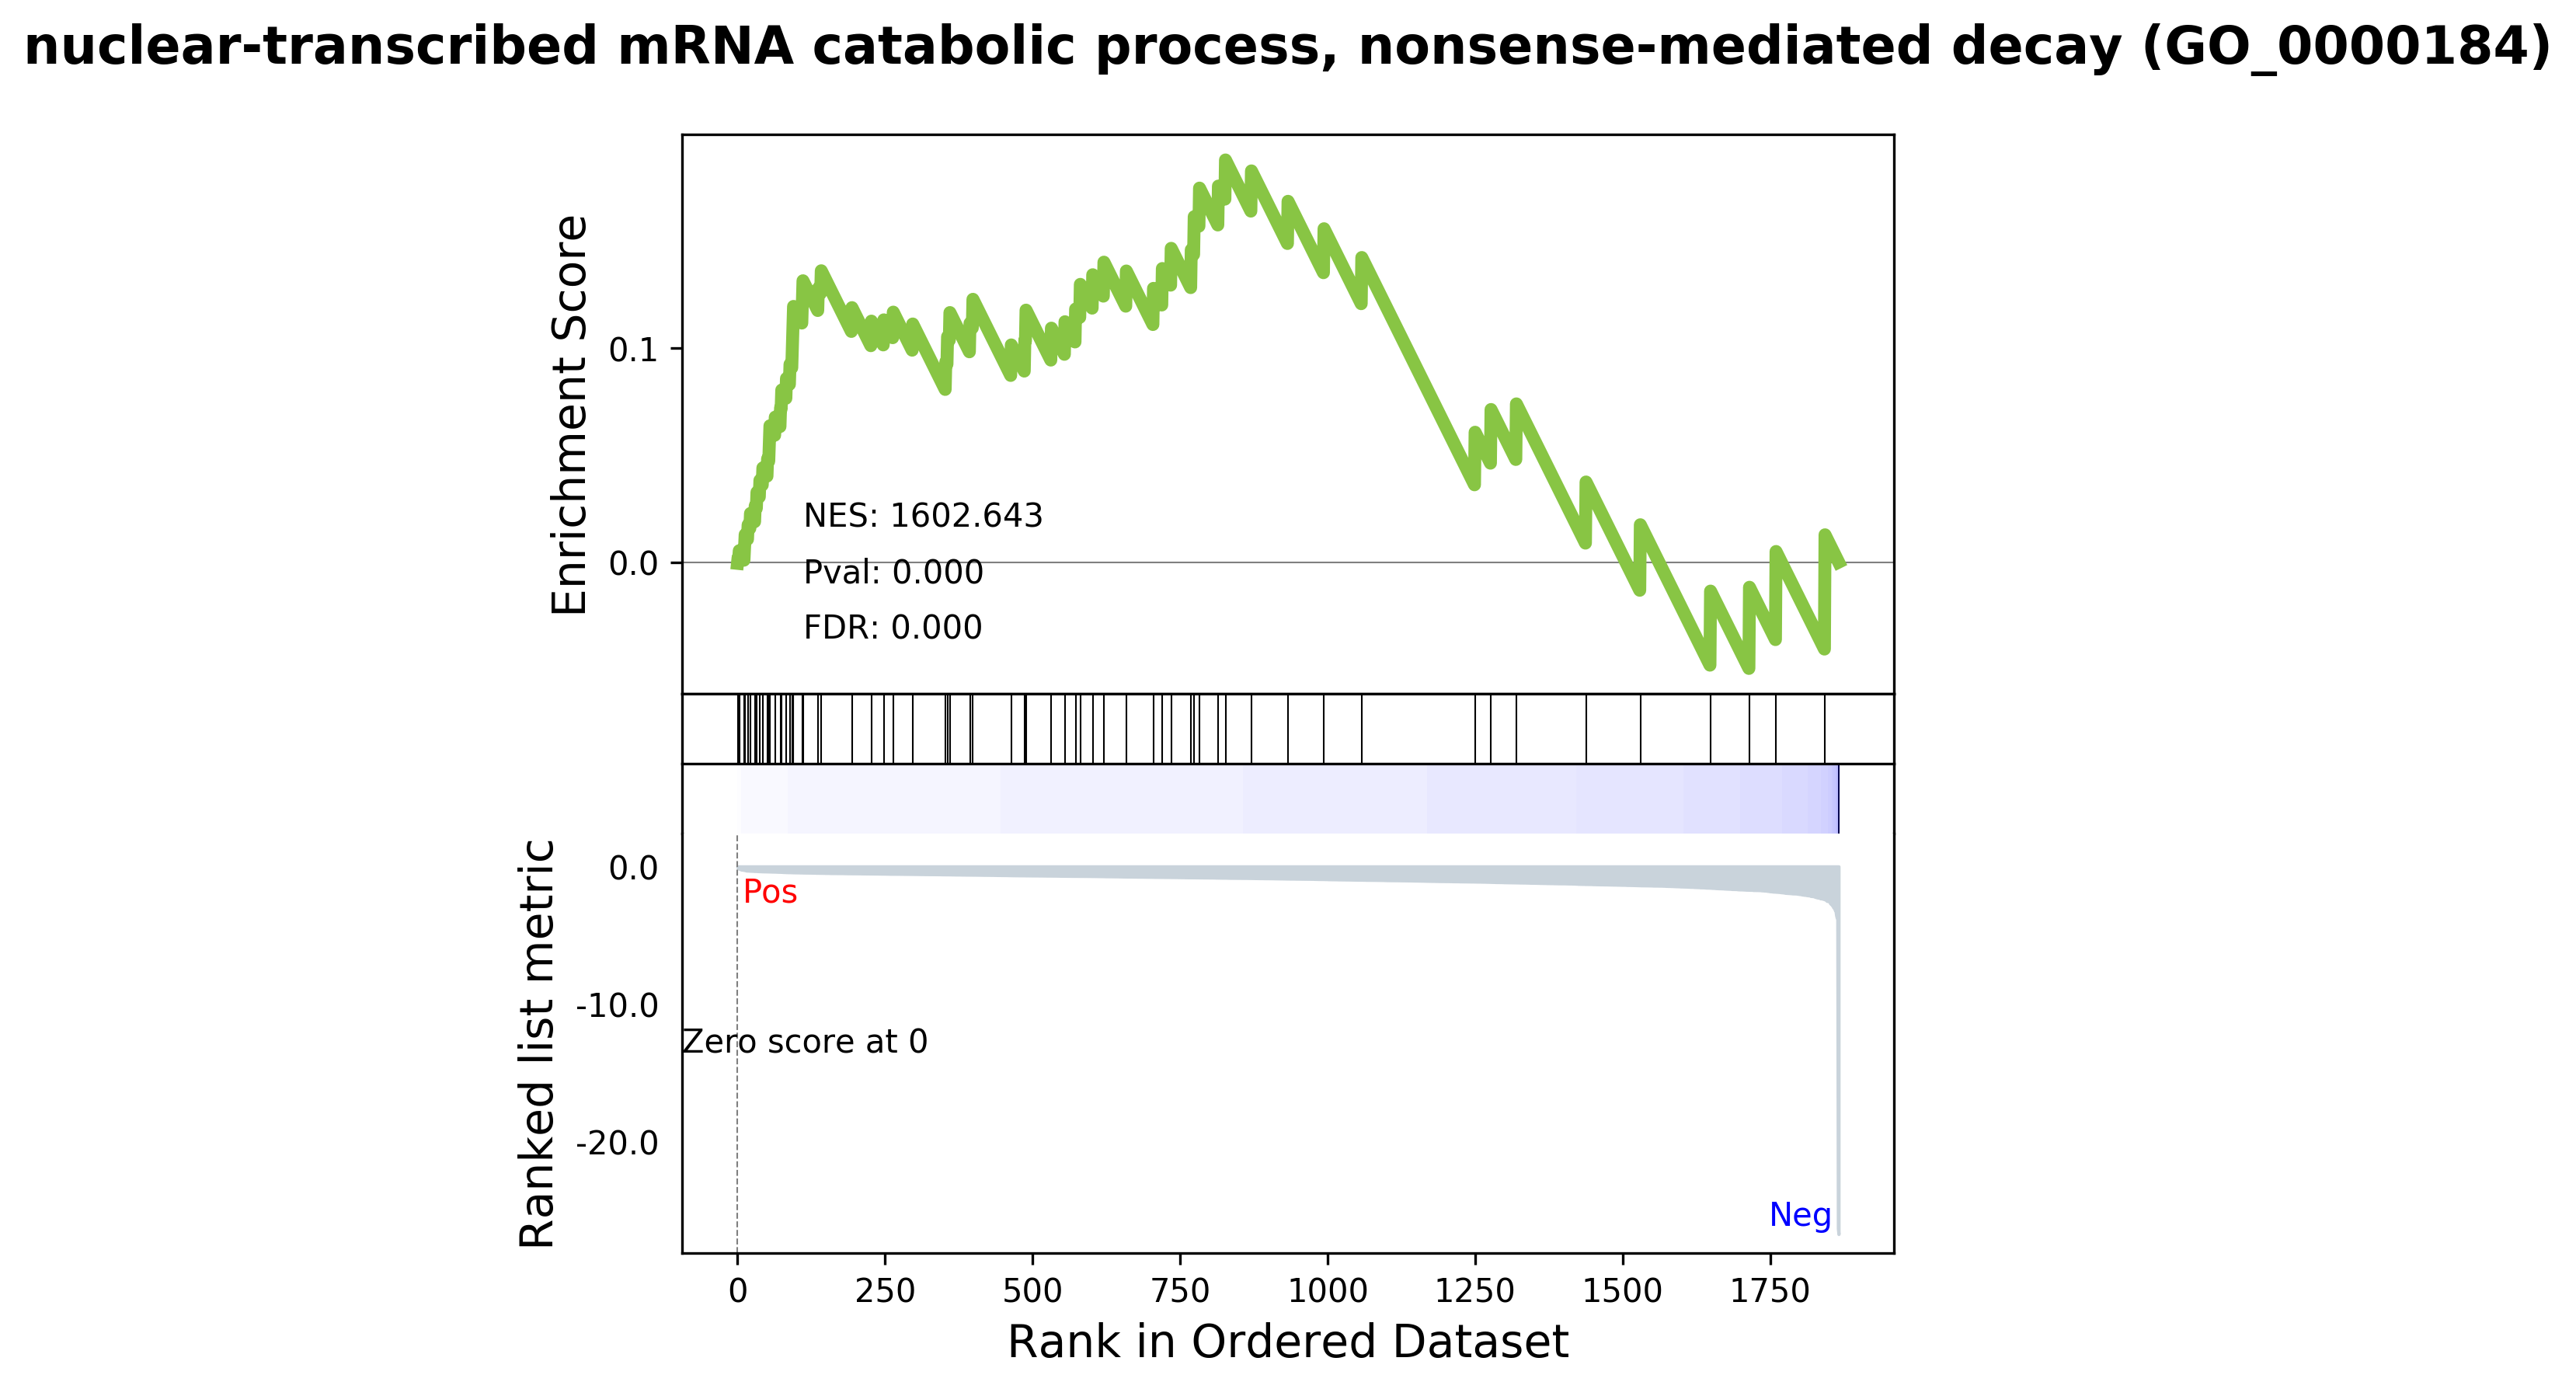 nuclear-transcribed mRNA catabolic process, nonsense-mediated decay (GO_0000184)
Enrichment Score
0.1
0.0
NES: 1602.643
Pval: 0.000
FDR: 0.000
Ranked list metric
0.0
-10.0
-20.0
Pos
Zero score at 0
Neg
0 250 500 750 1000 1250 1500 1750
Rank in Ordered Dataset